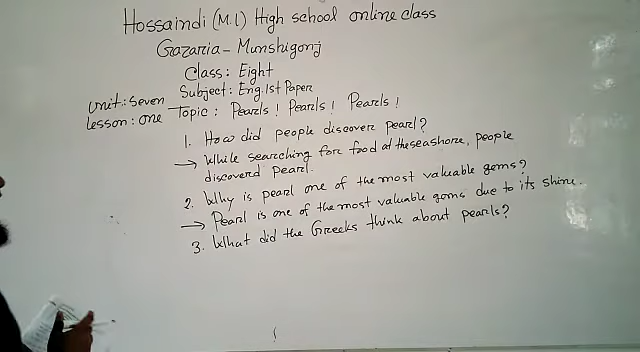 Hossaindi (M.L) High school online class
Gazaria - Munshigonj
Class: Eight
Subject: Eng. 1st Paper
Unit: Seven
Lesson: One Topic: Pearls! Pearls! Pearls!
1. How did people discover pearl?
→ While searching for food at the seashore, people
discovered pearl.
2. Why is pearl one of the most valuable gems?
→ Pearl is one of the most valuable gems due to its shine.
3. What did the Greeks think about pearls?